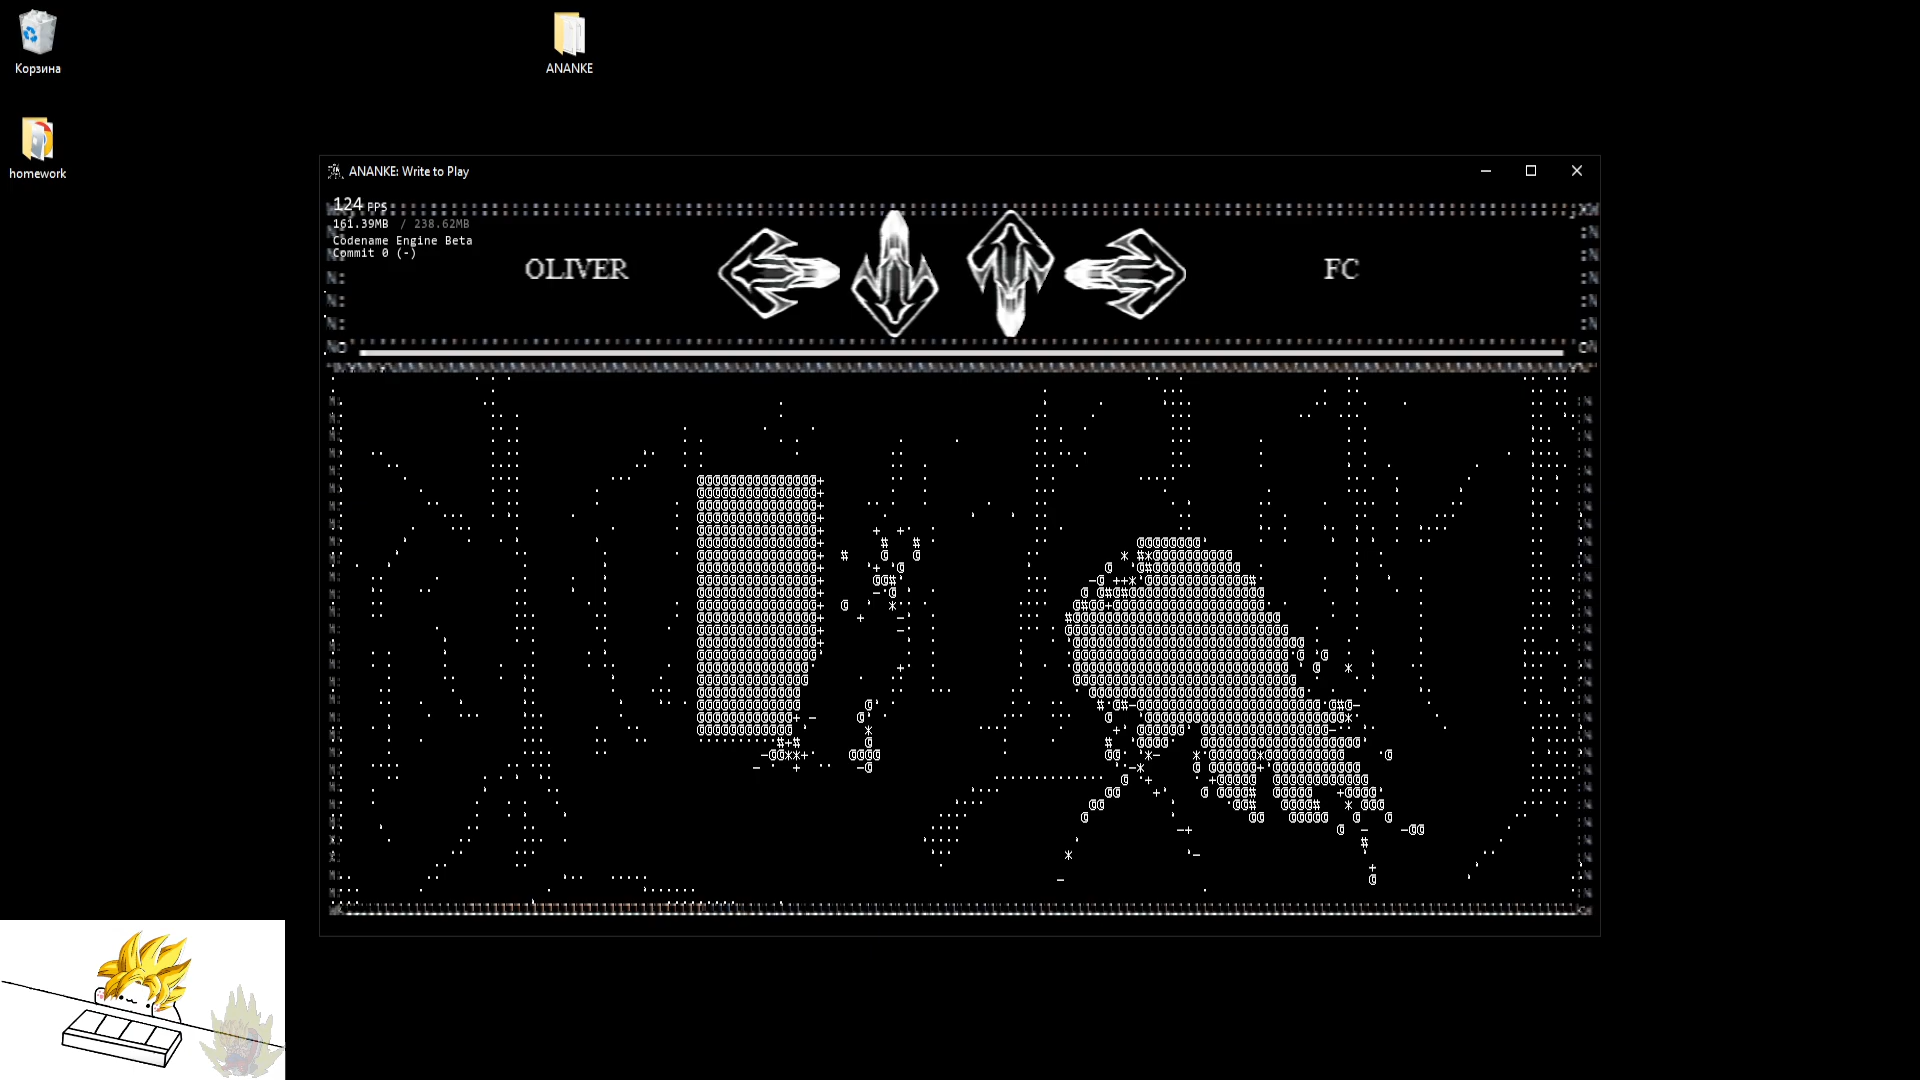 Корзина
ANANKE
homework
ANANKE: Write to Play
124 FPS
161.39MB / 238.62MB
Codename Engine Beta
Commit 0 (-)
OLIVER
FC